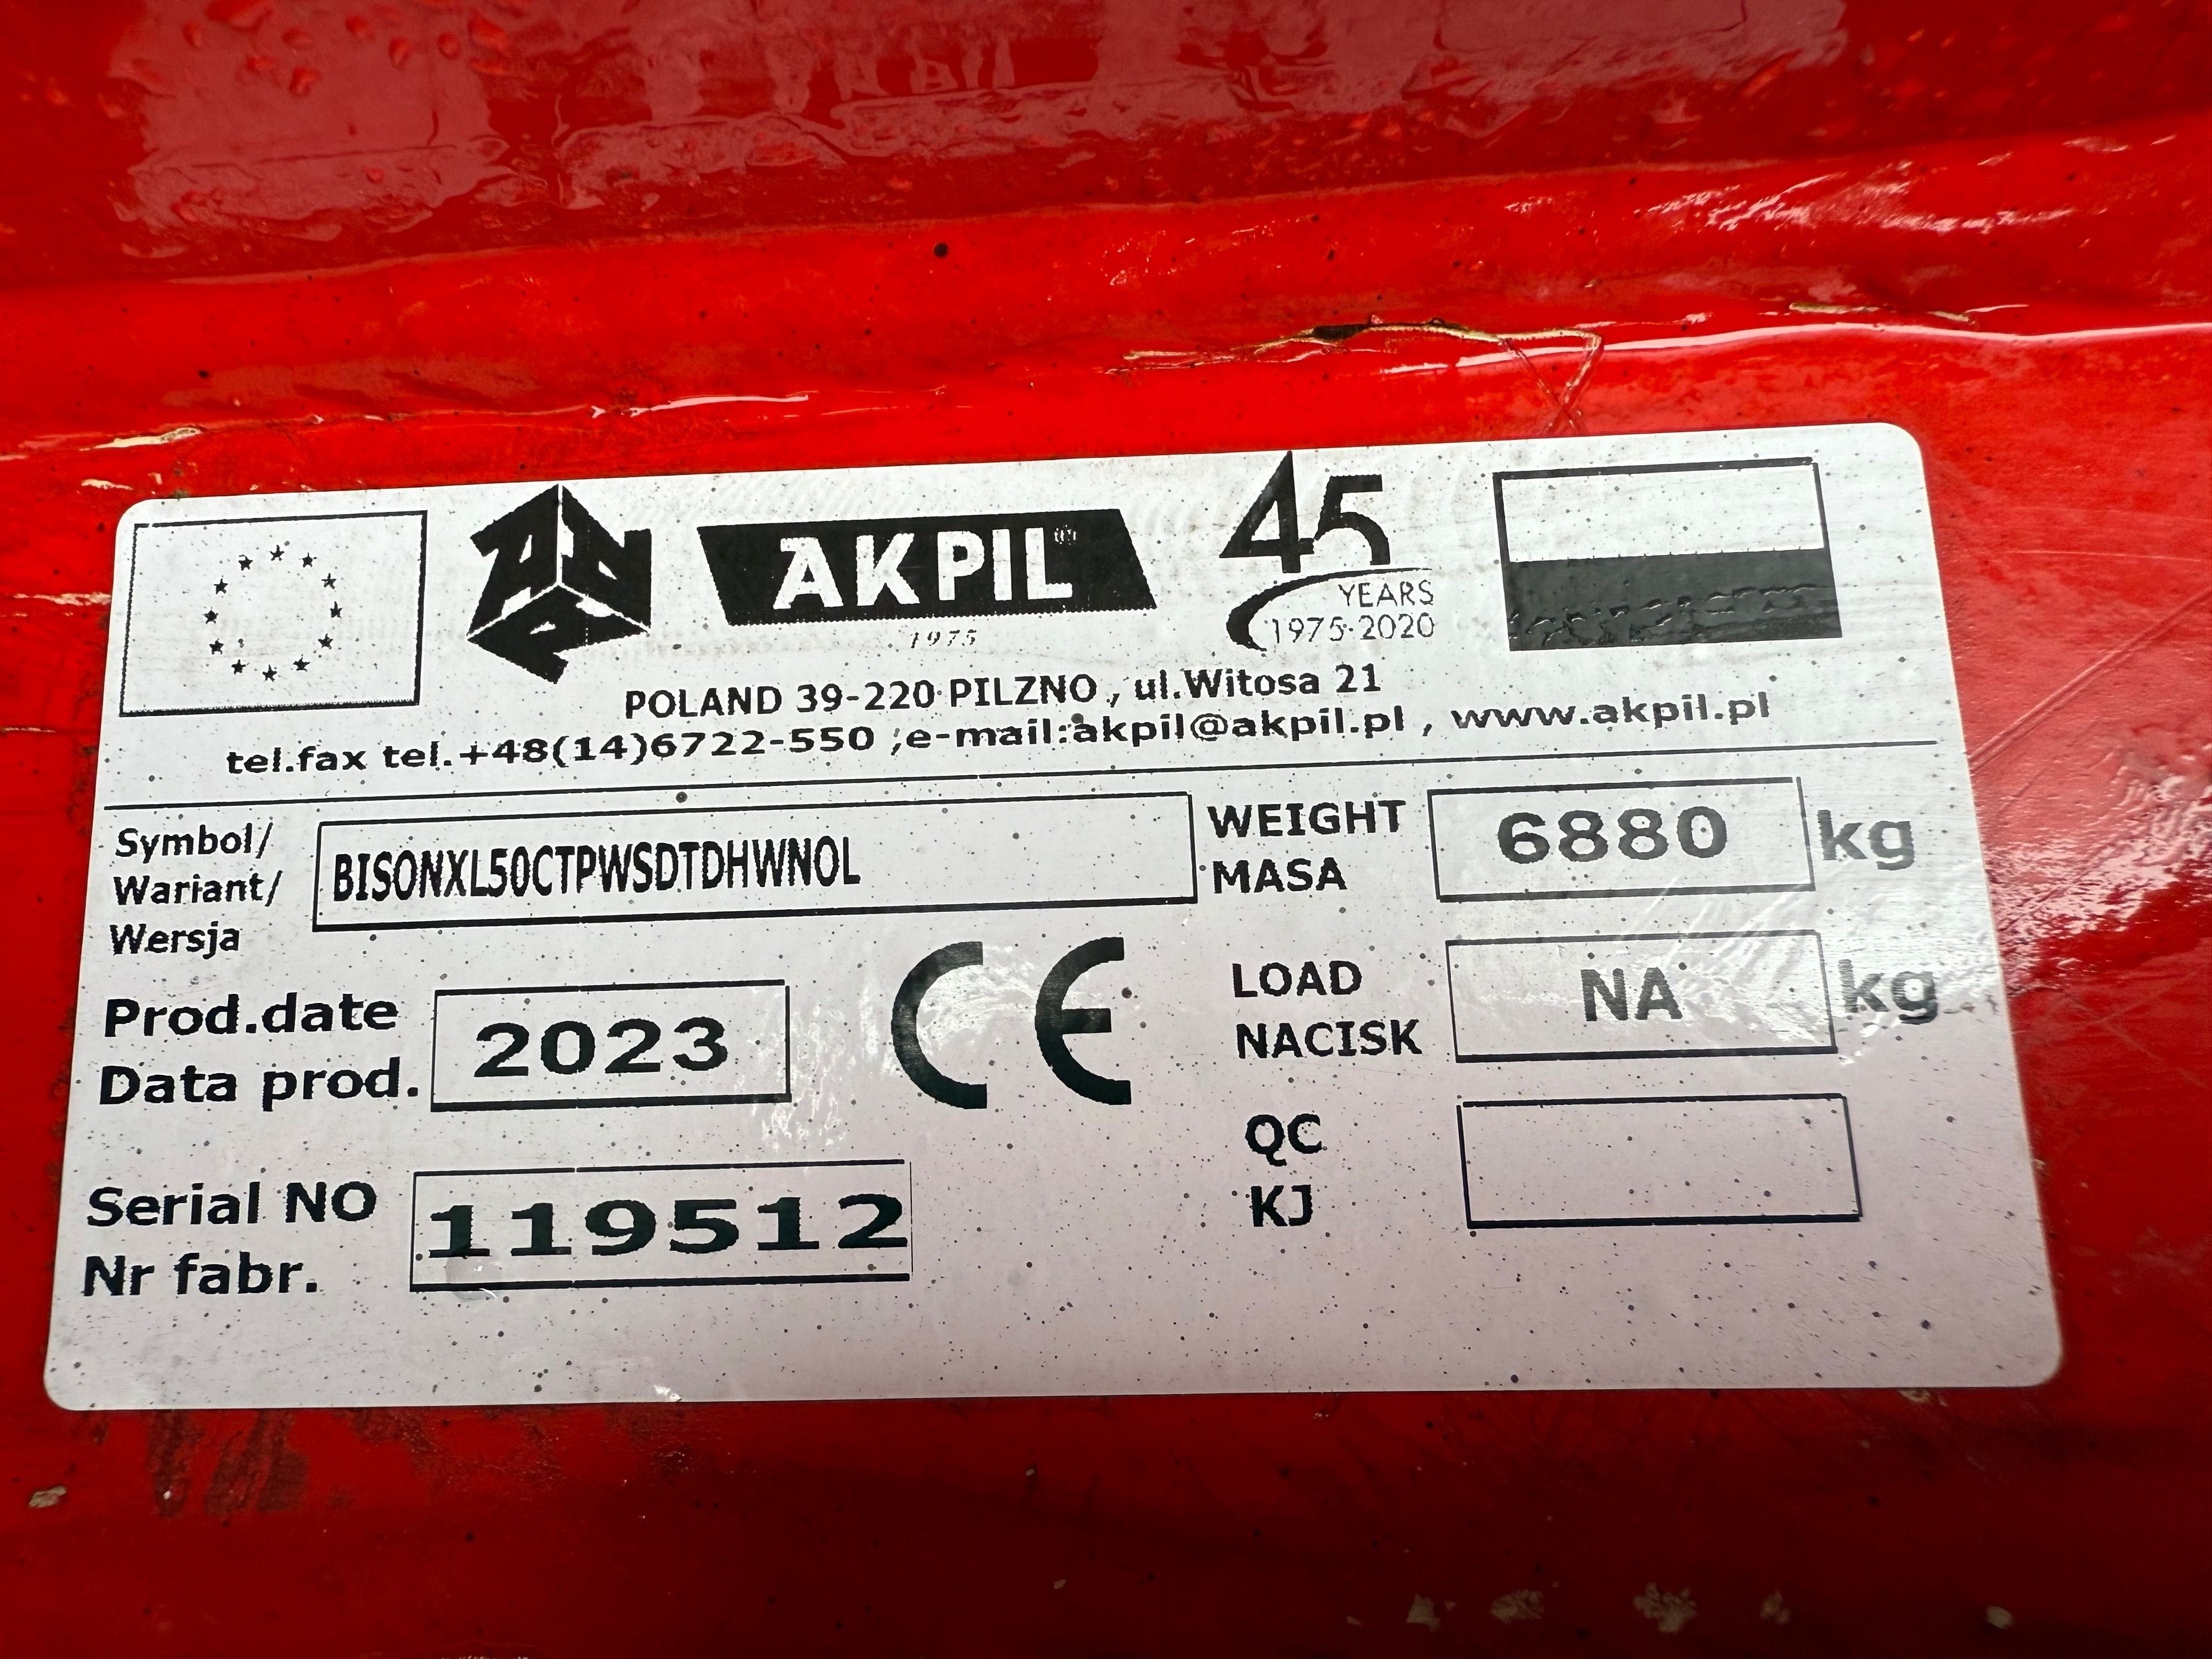 AKPIL
1975
45
YEARS
1975-2020
POLAND 39-220 PILZNO , ul.Witosa 21
tel.fax tel.+48(14)6722-550 ;e-mail:akpil@akpil.pl , www.akpil.pl
Symbol/
Wariant/
Wersja
BISONXL50CTPWSDTDHWNOL
WEIGHT
MASA
6880 kg
Prod.date
Data prod.
2023
CE
LOAD
NACISK
NA kg
QC
KJ
Serial NO
Nr fabr.
119512